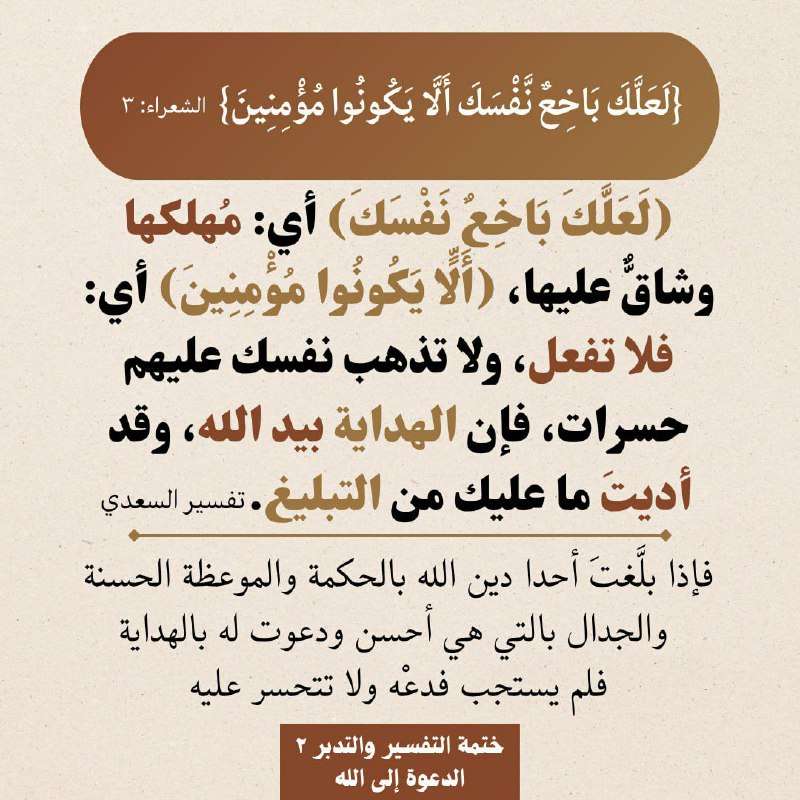 {لَعَلَّكَ بَاخِعٌ نَّفْسَكَ أَلَّا يَكُونُوا مُؤْمِنِينَ} الشعراء: ٣
(لَعَلَّكَ بَاخِعٌ نَفْسَكَ) أي: مُهلكها
وشاقٌّ عليها، (أَلَّا يَكُونُوا مُؤْمِنِينَ) أي:
فلا تفعل، ولا تذهب نفسك عليهم
حسرات، فإن الهداية بيد الله، وقد
أديتَ ما عليك من التبليغ. تفسير السعدي
فإذا بلَّغتَ أحدا دين الله بالحكمة والموعظة الحسنة
والجدال بالتي هي أحسن ودعوت له بالهداية
فلم يستجب فدعْه ولا تتحسر عليه
ختمة التفسير والتدبر ٢
الدعوة إلى الله